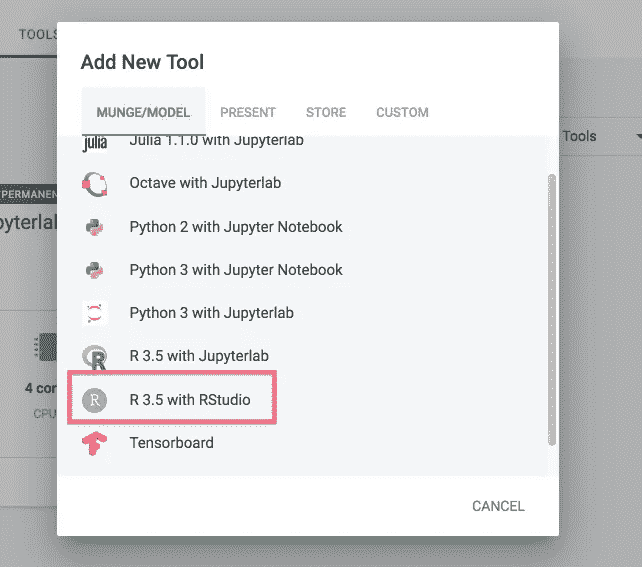 TOOLS
Add New Tool
MUNGE/MODEL PRESENT STORE CUSTOM
Tools
julia Julia 1.1.0 with Jupyterlab
Octave with Jupyterlab
PERMANEN
pyterlab
Python 2 with Jupyter Notebook
Python 3 with Jupyter Notebook
Python 3 with Jupyterlab
R 3.5 with Jupyterlab
4 cor
CPU
R R 3.5 with RStudio
Tensorboard
CANCEL